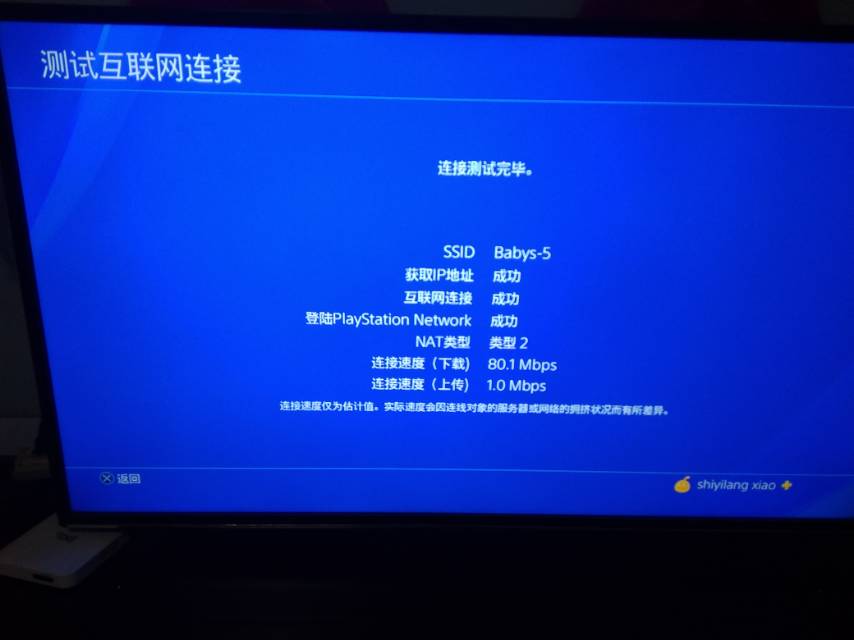 测试互联网连接
连接测试完毕。
SSID Babys-5
获取IP地址 成功
互联网连接 成功
登陆PlayStation Network 成功
NAT类型 类型 2
连接速度（下载） 80.1 Mbps
连接速度（上传） 1.0 Mbps
连接速度仅为估计值。实际速度会因连线对象的服务器或网络的拥挤状况而有所差异。
返回
shiyilang xiao